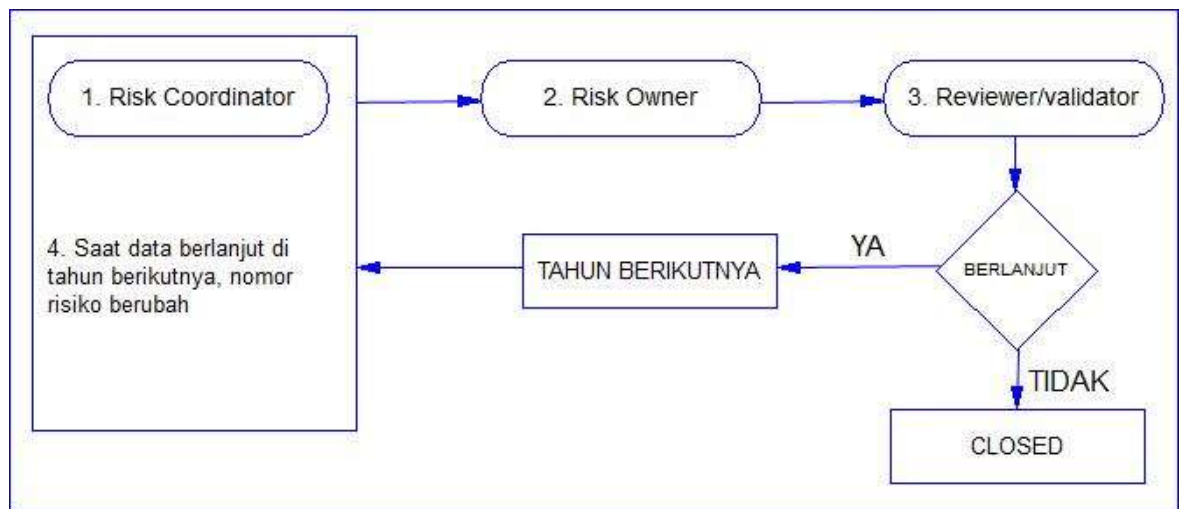 1. Risk Coordinator
2. Risk Owner
3. Reviewer/validator
4. Saat data berlanjut di
tahun berikutnya, nomor
risiko berubah
TAHUN BERIKUTNYA
YA
BERLANJUT
TIDAK
CLOSED